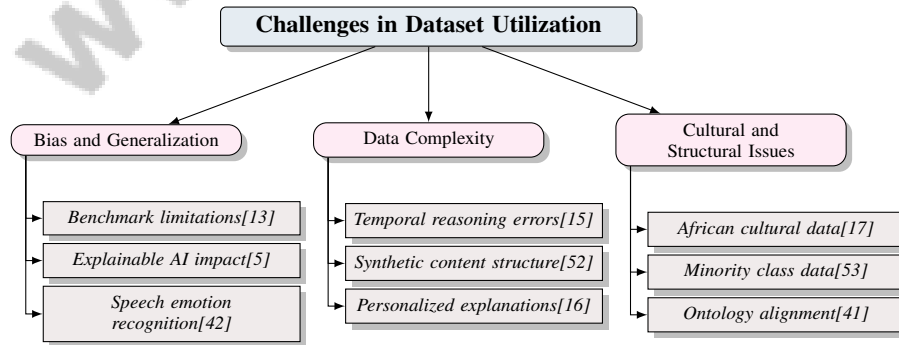 Challenges in Dataset Utilization
Bias and Generalization
Benchmark limitations[13]
Explainable AI impact[5]
Speech emotion
recognition[42]
Data Complexity
Temporal reasoning errors[15]
Synthetic content structure[52]
Personalized explanations[16]
Cultural and
Structural Issues
African cultural data[17]
Minority class data[53]
Ontology alignment[41]